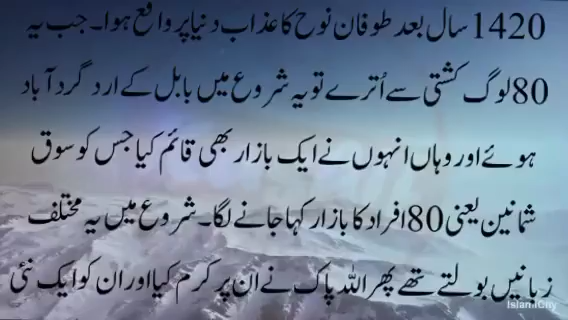 1420 سال بعد طوفان نوح کا عذاب دنیا پر واقع ہوا۔ جب یہ
80 لوگ کشتی سے اُترے تو یہ شروع میں بابل کے ارد گرد آباد
ہوئے اور وہاں انہوں نے ایک بازار بھی قائم کیا جس کو سوق
ثمانین یعنی 80 افراد کا بازار کہا جانے لگا۔ شروع میں یہ مختلف
زبانیں بولتے تھے پھر اللہ پاک نے ان پر کرم کیا اور ان کو ایک نئی